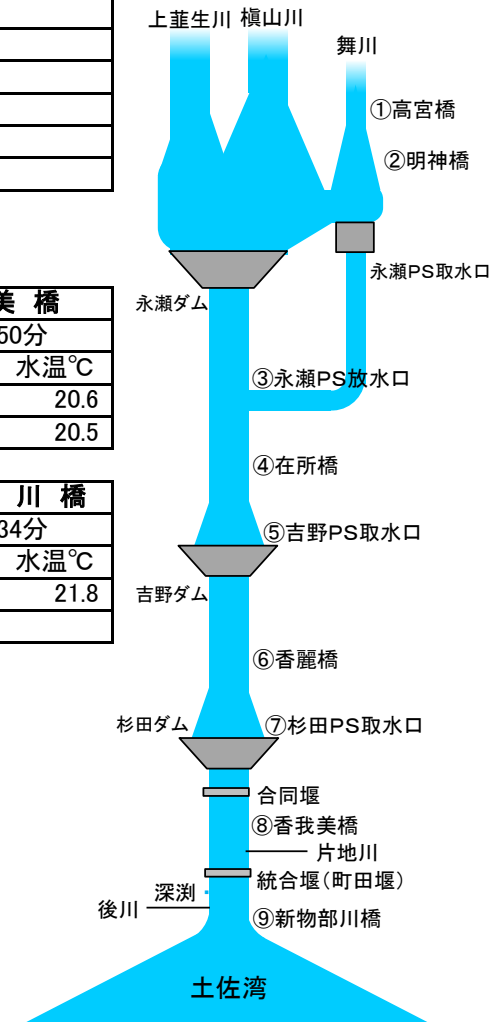 上韮生川 槇山川
舞川
①高宮橋
②明神橋
永瀬PS取水口
永瀬ダム
③永瀬PS放水口
④在所橋
⑤吉野PS取水口
吉野ダム
⑥香麗橋
杉田ダム
⑦杉田PS取水口
合同堰
⑧香我美橋
片地川
統合堰(町田堰)
深渕
後川
⑨新物部川橋
土佐湾
美 橋
50分
水温℃
20.6
20.5
川 橋
34分
水温℃
21.8